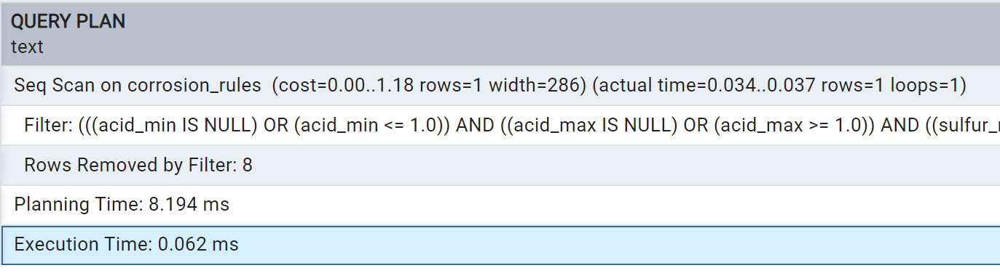 QUERY PLAN
text
Seq Scan on corrosion_rules (cost=0.00..1.18 rows=1 width=286) (actual time=0.034..0.037 rows=1 loops=1)
Filter: (((acid_min IS NULL) OR (acid_min <= 1.0)) AND ((acid_max IS NULL) OR (acid_max >= 1.0)) AND ((sulfur_
Rows Removed by Filter: 8
Planning Time: 8.194 ms
Execution Time: 0.062 ms